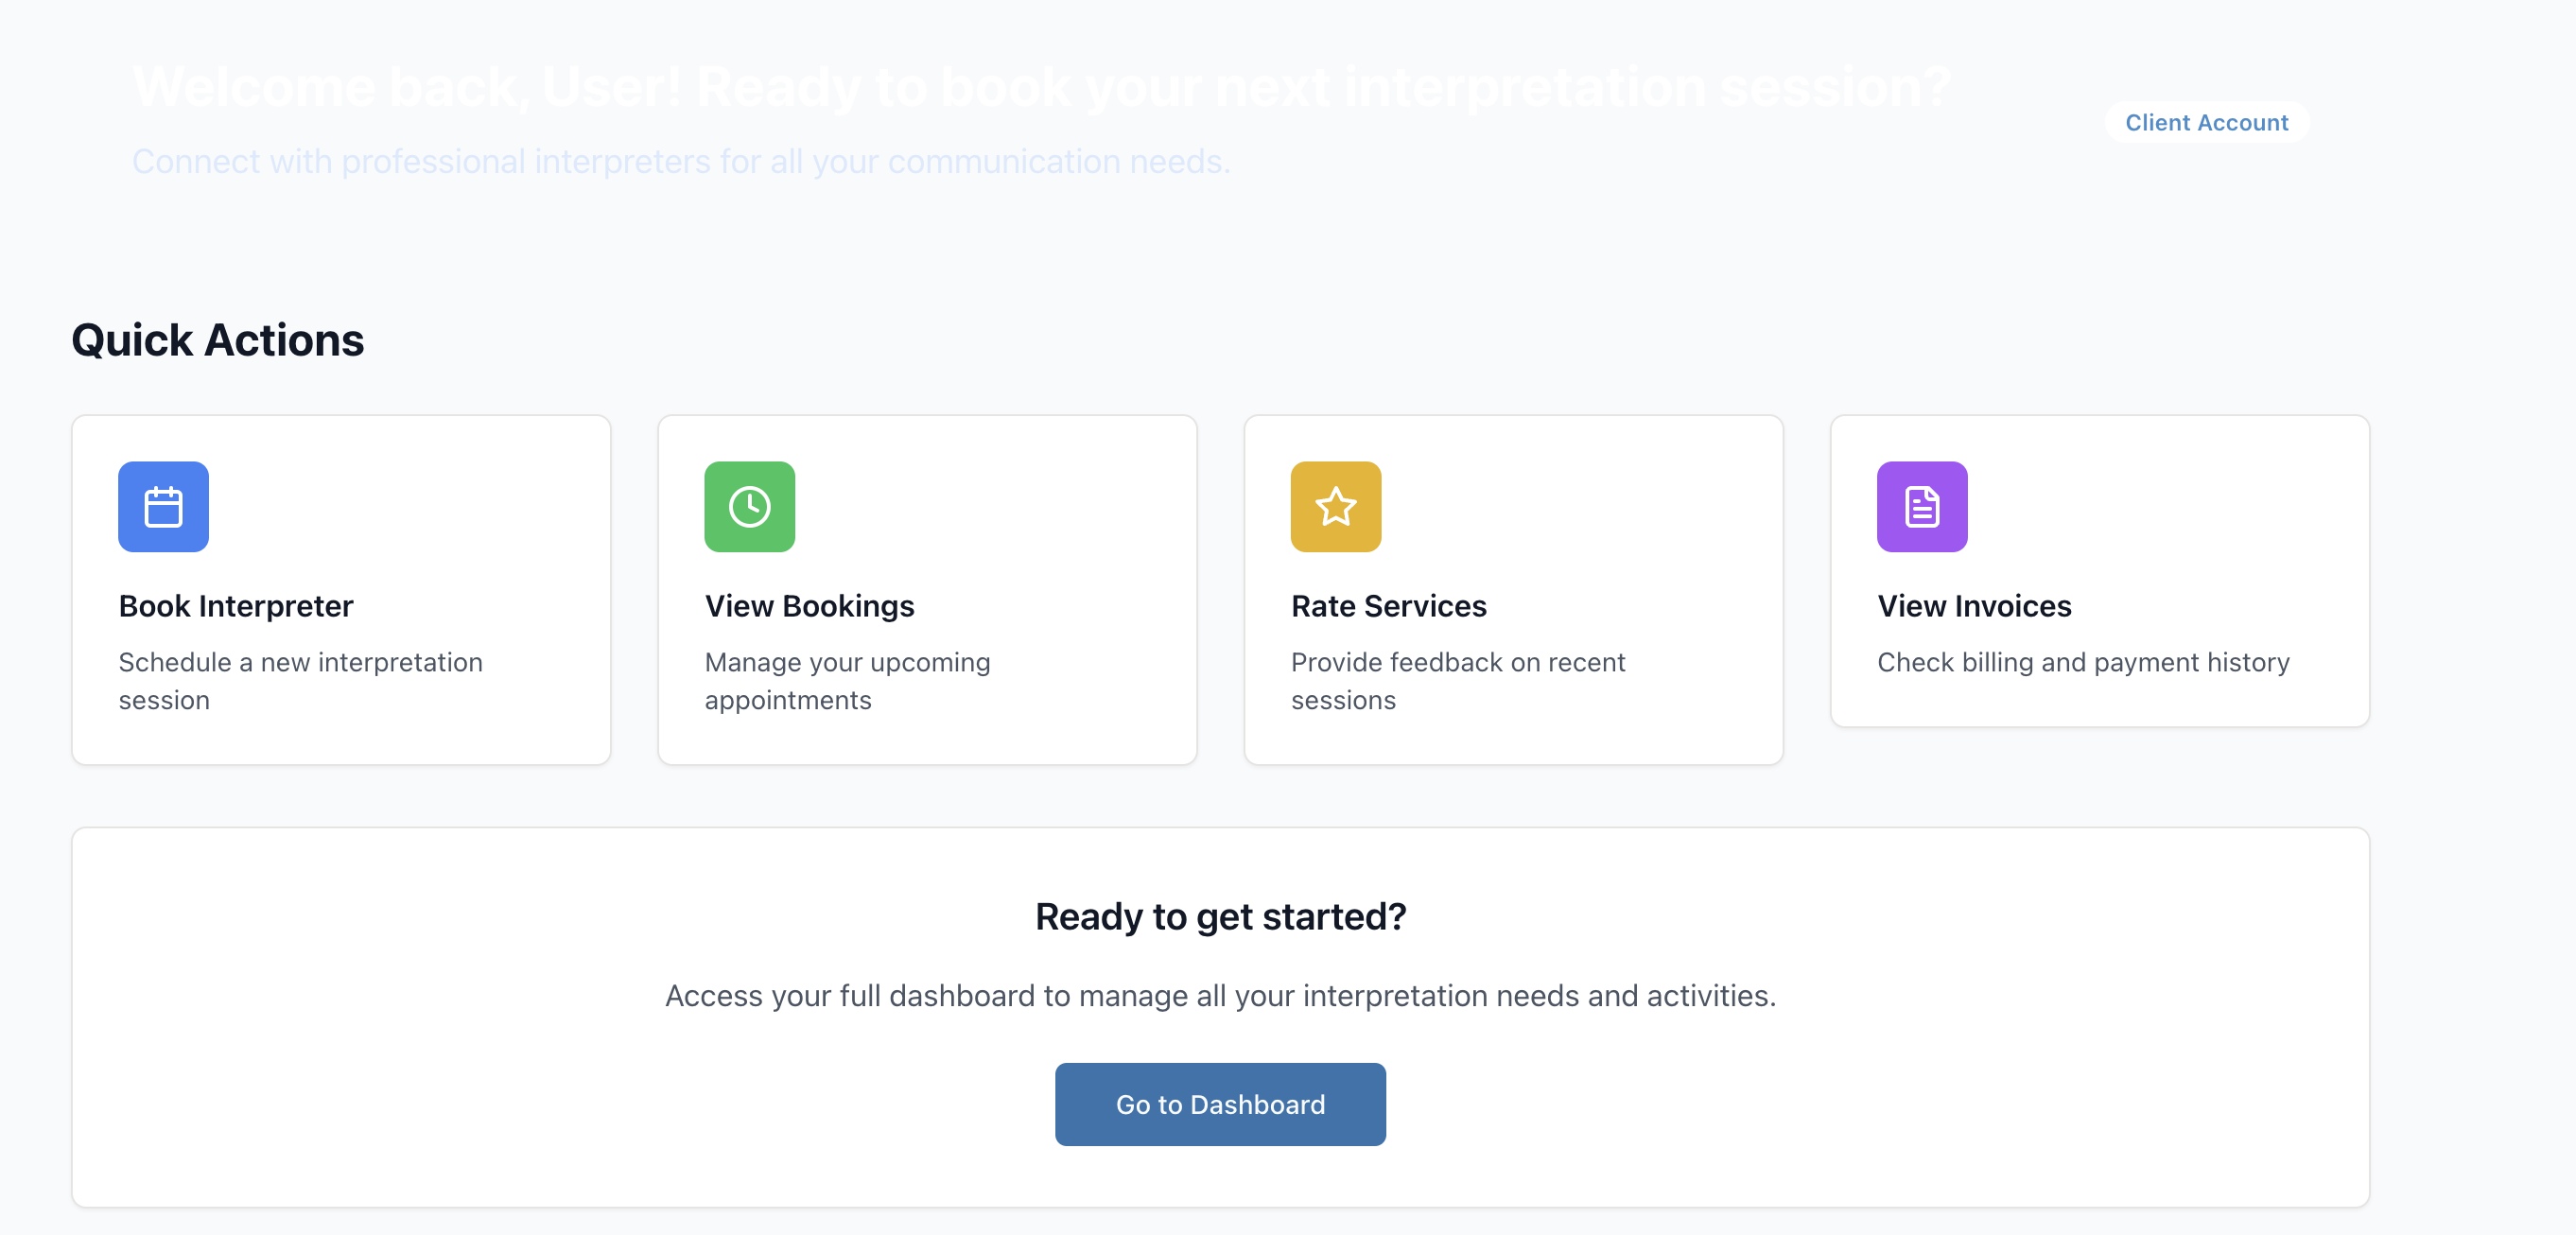 Welcome back, User! Ready to book your next interpretation session?
Connect with professional interpreters for all your communication needs.
Client Account
Quick Actions
Book Interpreter
Schedule a new interpretation
session
View Bookings
Manage your upcoming
appointments
Rate Services
Provide feedback on recent
sessions
View Invoices
Check billing and payment history
Ready to get started?
Access your full dashboard to manage all your interpretation needs and activities.
Go to Dashboard